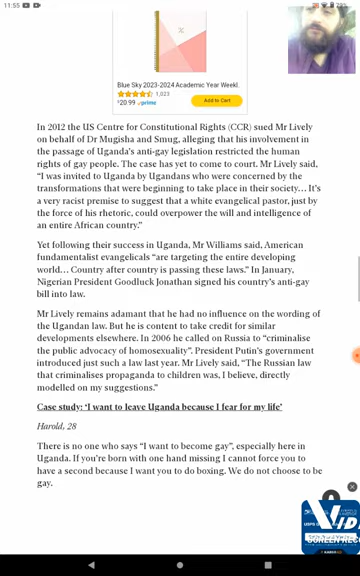 11:55
22%
Blue Sky 2023-2024 Academic Year Weekl.
1,023
$20.99 prime
Add to Cart
In 2012 the US Centre for Constitutional Rights (CCR) sued Mr Lively
on behalf of Dr Mugisha and Smug, alleging that his involvement in
the passage of Uganda's anti-gay legislation restricted the human
rights of gay people. The case has yet to come to court. Mr Lively said,
“I was invited to Uganda by Ugandans who were concerned by the
transformations that were beginning to take place in their society… It's
a very racist premise to suggest that a white evangelical pastor, just
by the force of his rhetoric, could overpower the will and intelligence of
an entire African country.”
Yet following their success in Uganda, Mr Williams said, American
fundamentalist evangelicals “are targeting the entire developing
world… Country after country is passing these laws.” In January,
Nigerian President Goodluck Jonathan signed his country's anti-gay
bill into law.
Mr Lively remains adamant that he had no influence on the wording of
the Ugandan law. But he is content to take credit for similar
developments elsewhere. In 2006 he called on Russia to “criminalise
the public advocacy of homosexuality”. President Putin's government
introduced just such a law last year. Mr Lively said, “The Russian law
that criminalises propaganda to children was, I believe, directly
modelled on my suggestions.”
Case study: ‘I want to leave Uganda because I fear for my life’
Harold, 28
There is no one who says “I want to become gay”, especially here in
Uganda. If you're born with one hand missing I cannot force you to
have a second because I want you to do boxing. We do not choose to be
gay.